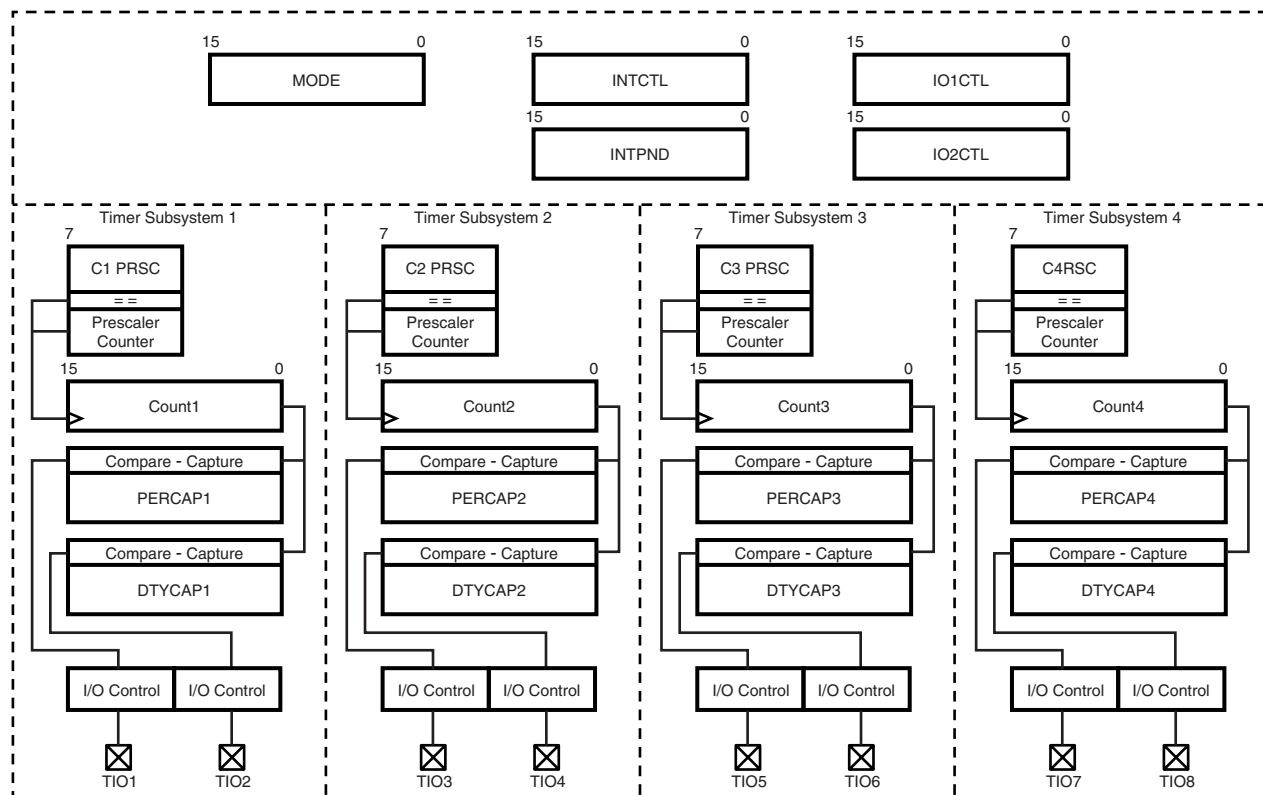 15 0 15 0 15 0
MODE INTCTL IO1CTL
15 0 15 0
INTPND IO2CTL
Timer Subsystem 1 Timer Subsystem 2 Timer Subsystem 3 Timer Subsystem 4
7 7 7 7
C1 PRSC C2 PRSC C3 PRSC C4RSC
= = = = = = = =
Prescaler Prescaler Prescaler Prescaler
Counter Counter Counter Counter
15 0 15 0 15 0 15 0
Count1 Count2 Count3 Count4
Compare - Capture Compare - Capture Compare - Capture Compare - Capture
PERCAP1 PERCAP2 PERCAP3 PERCAP4
Compare - Capture Compare - Capture Compare - Capture Compare - Capture
DTYCAP1 DTYCAP2 DTYCAP3 DTYCAP4
I/O Control I/O Control I/O Control I/O Control I/O Control I/O Control I/O Control I/O Control
TIO1 TIO2 TIO3 TIO4 TIO5 TIO6 TIO7 TIO8